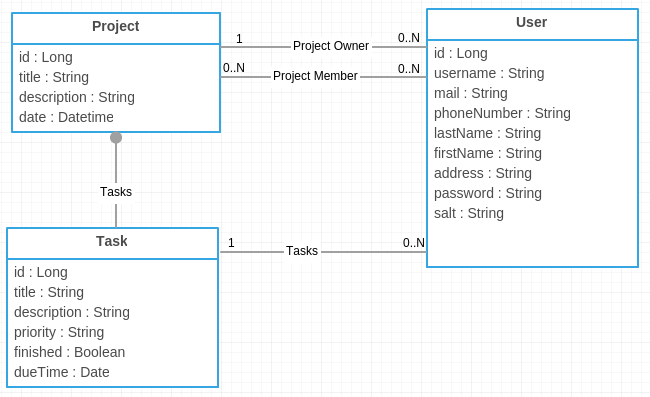 Project
id : Long
title : String
description : String
date : Datetime
1
Project Owner
0..N
0..N
Project Member
0..N
User
id : Long
username : String
mail : String
phoneNumber : String
lastName : String
firstName : String
address : String
password : String
salt : String
Tasks
Task
id : Long
title : String
description : String
priority : String
finished : Boolean
dueTime : Date
1
Tasks
0..N